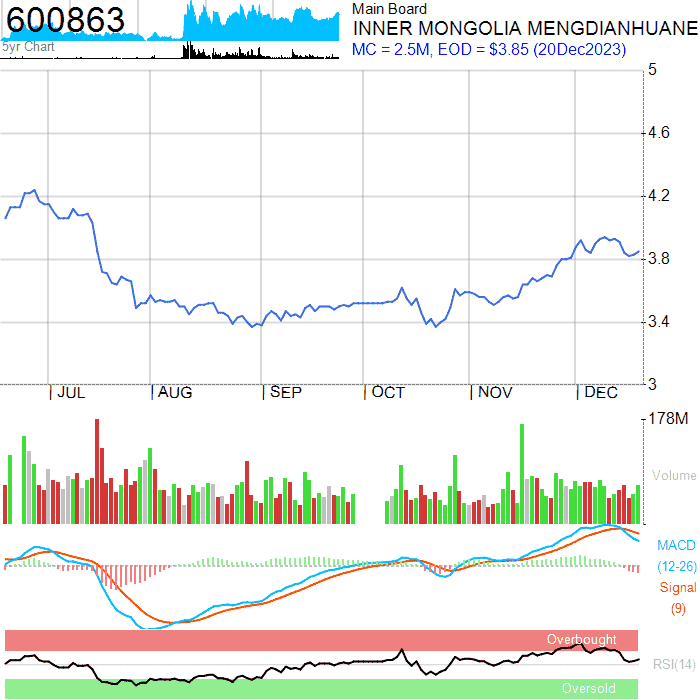 600863
5yr Chart
Main Board
INNER MONGOLIA MENGDIANHUANE
MC = 2.5M, EOD = $3.85 (20Dec2023)
5
4.6
4.2
3.8
3.4
3
JUL AUG SEP OCT NOV DEC
178M
Volume
MACD
(12-26)
Signal
(9)
Overbought
RSI(14)
Oversold